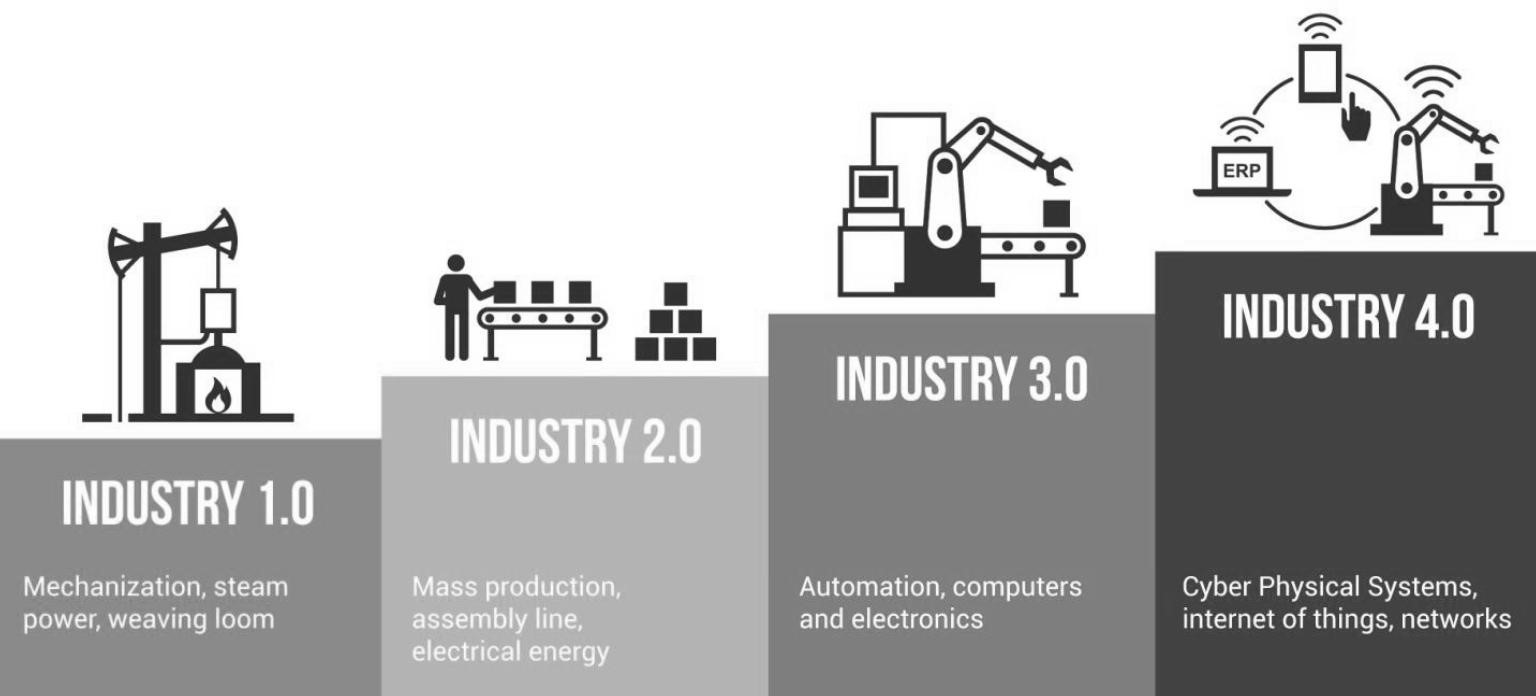 ERP
INDUSTRY 1.0
Mechanization, steam
power, weaving loom
INDUSTRY 2.0
Mass production,
assembly line,
electrical energy
INDUSTRY 3.0
Automation, computers
and electronics
INDUSTRY 4.0
Cyber Physical Systems,
internet of things, networks